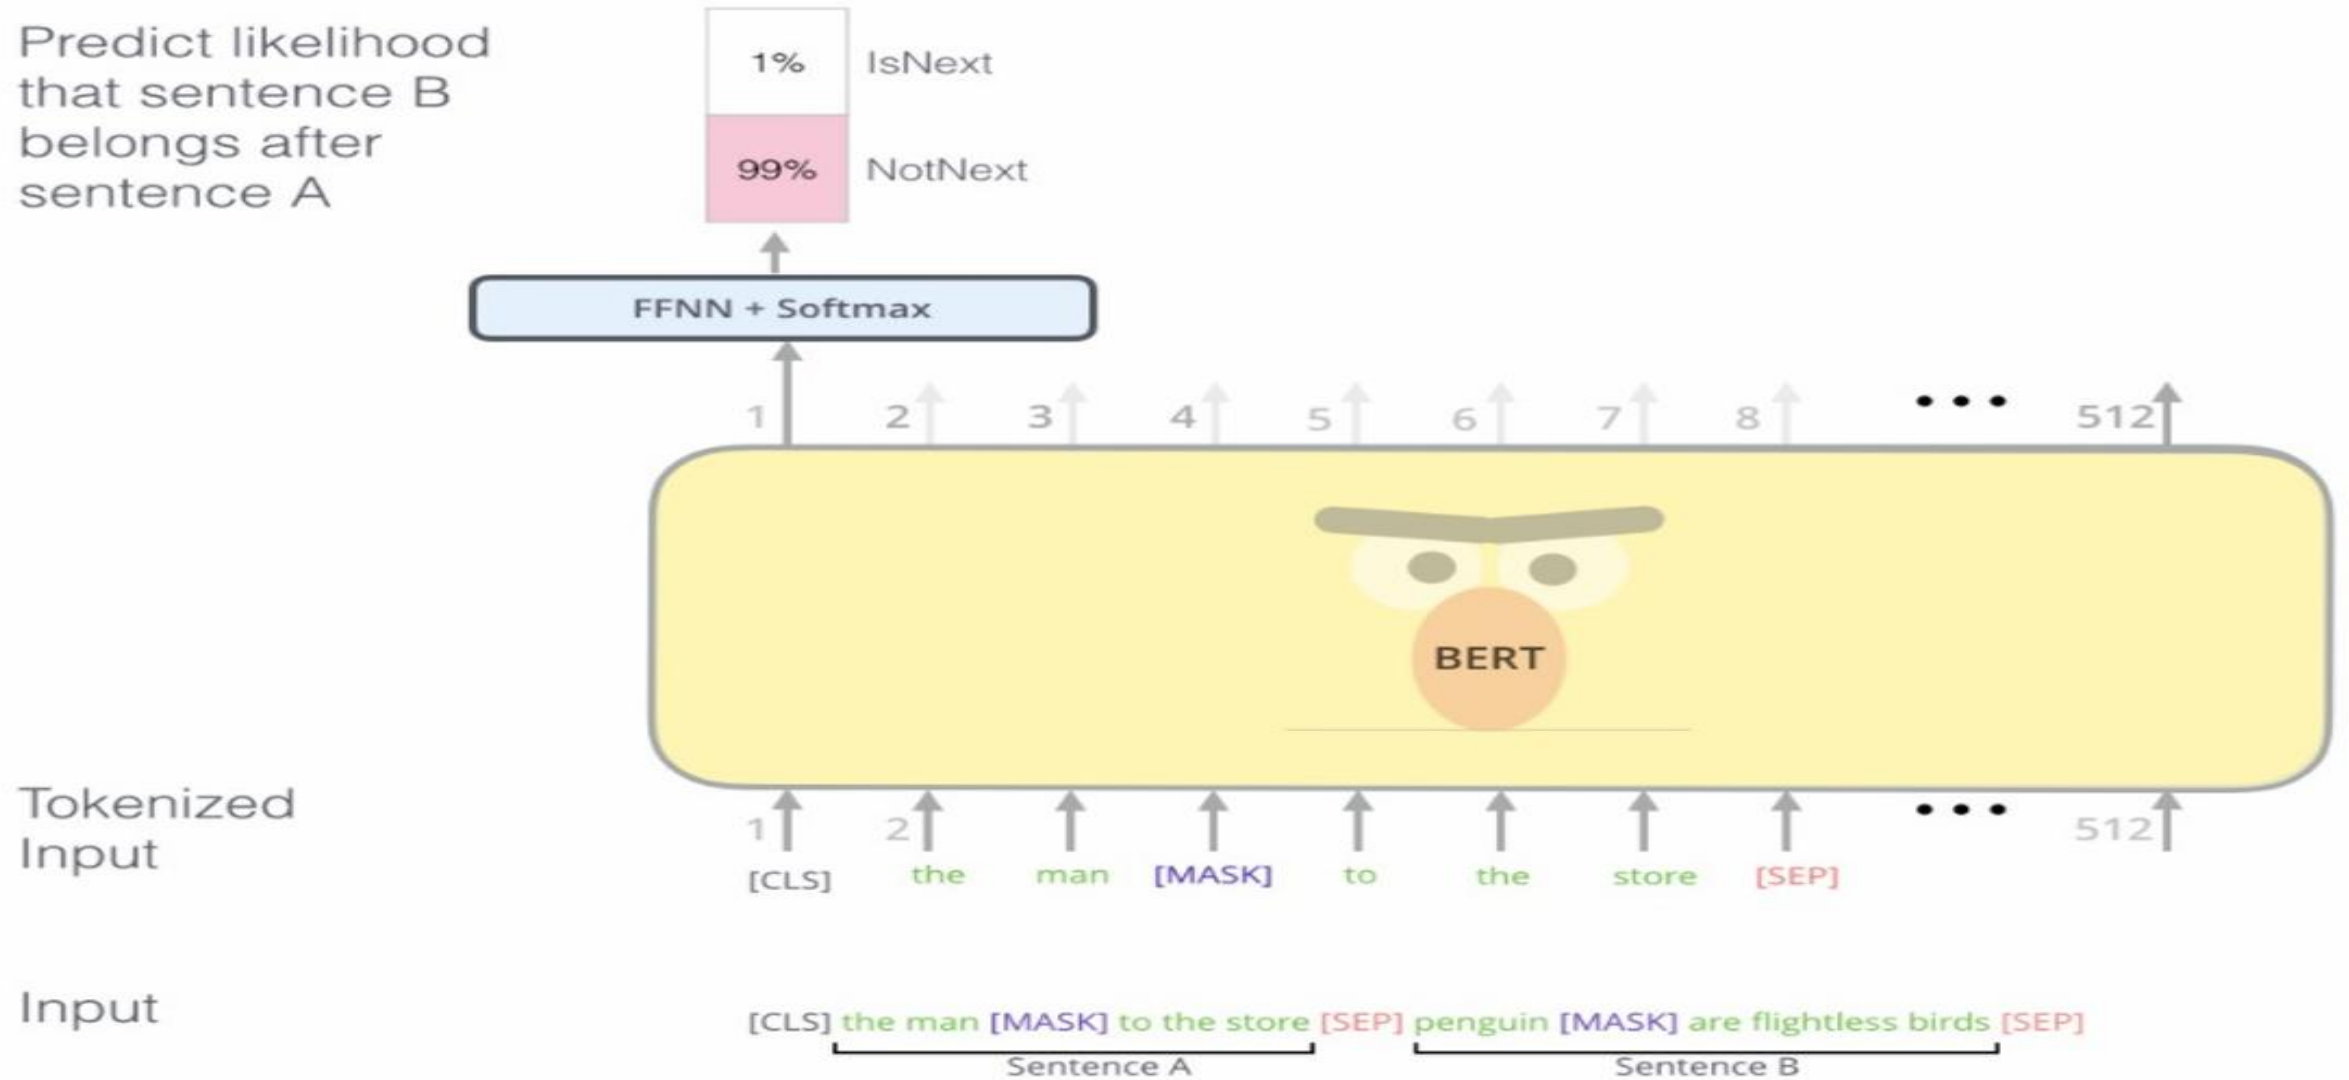 Predict likelihood
that sentence B
belongs after
sentence A
1% IsNext
99% NotNext
FFNN + Softmax
1 2 3 4 5 6 7 8 ••• 512
BERT
Tokenized
Input
1 2 ••• 512
[CLS] the man [MASK] to the store [SEP]
Input
[CLS] the man [MASK] to the store [SEP] penguin [MASK] are flightless birds [SEP]
Sentence A Sentence B